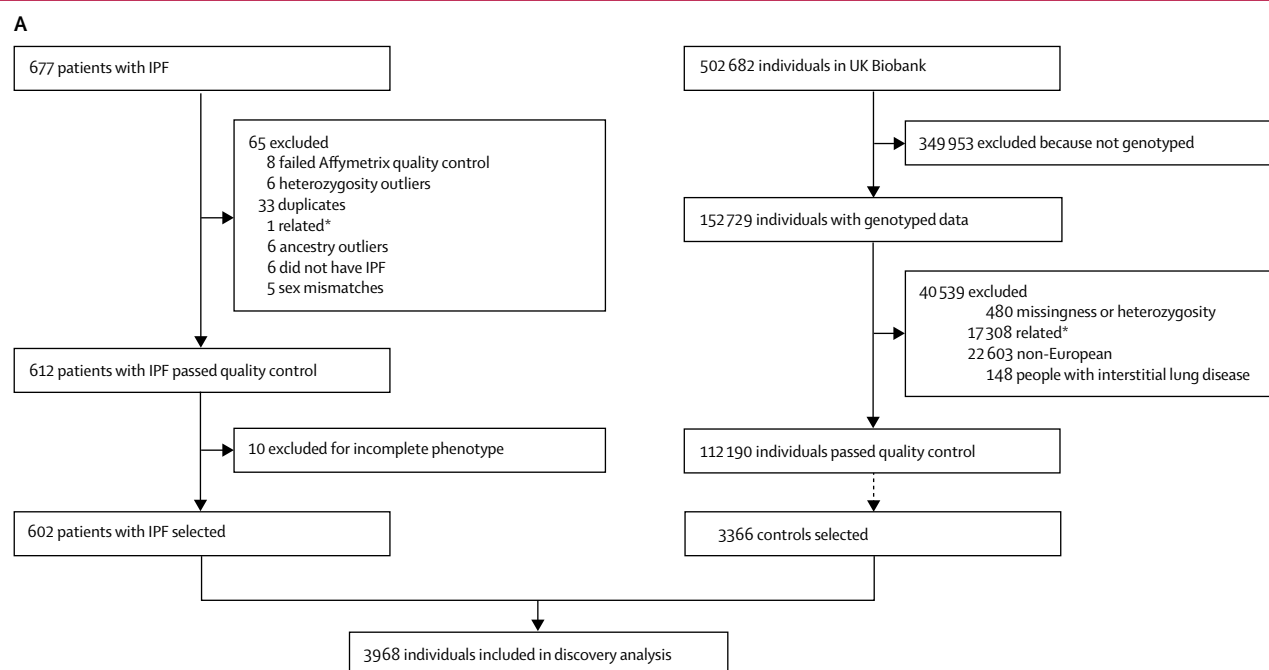 A
677 patients with IPF
65 excluded
8 failed Affymetrix quality control
6 heterozygosity outliers
33 duplicates
1 related*
6 ancestry outliers
6 did not have IPF
5 sex mismatches
612 patients with IPF passed quality control
10 excluded for incomplete phenotype
602 patients with IPF selected
502 682 individuals in UK Biobank
349 953 excluded because not genotyped
152 729 individuals with genotyped data
40 539 excluded
480 missingness or heterozygosity
17 308 related*
22 603 non-European
148 people with interstitial lung disease
112 190 individuals passed quality control
3366 controls selected
3968 individuals included in discovery analysis